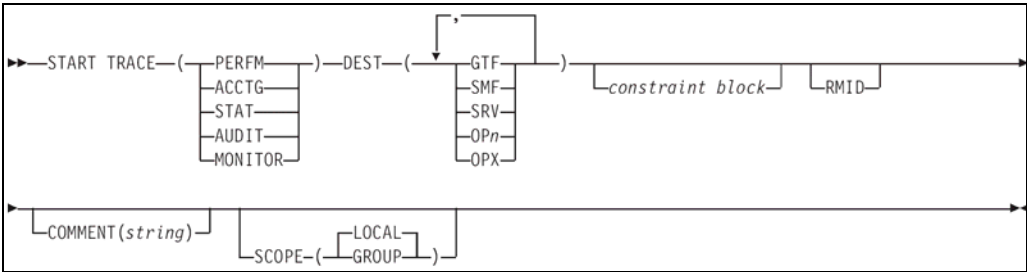 ,
START TRACE ( PERFM ) DEST ( GTF ) constraint block RMID
ACCTG SMF
STAT SRV
AUDIT OPn
MONITOR OPX
COMMENT(string) SCOPE ( LOCAL )
GROUP